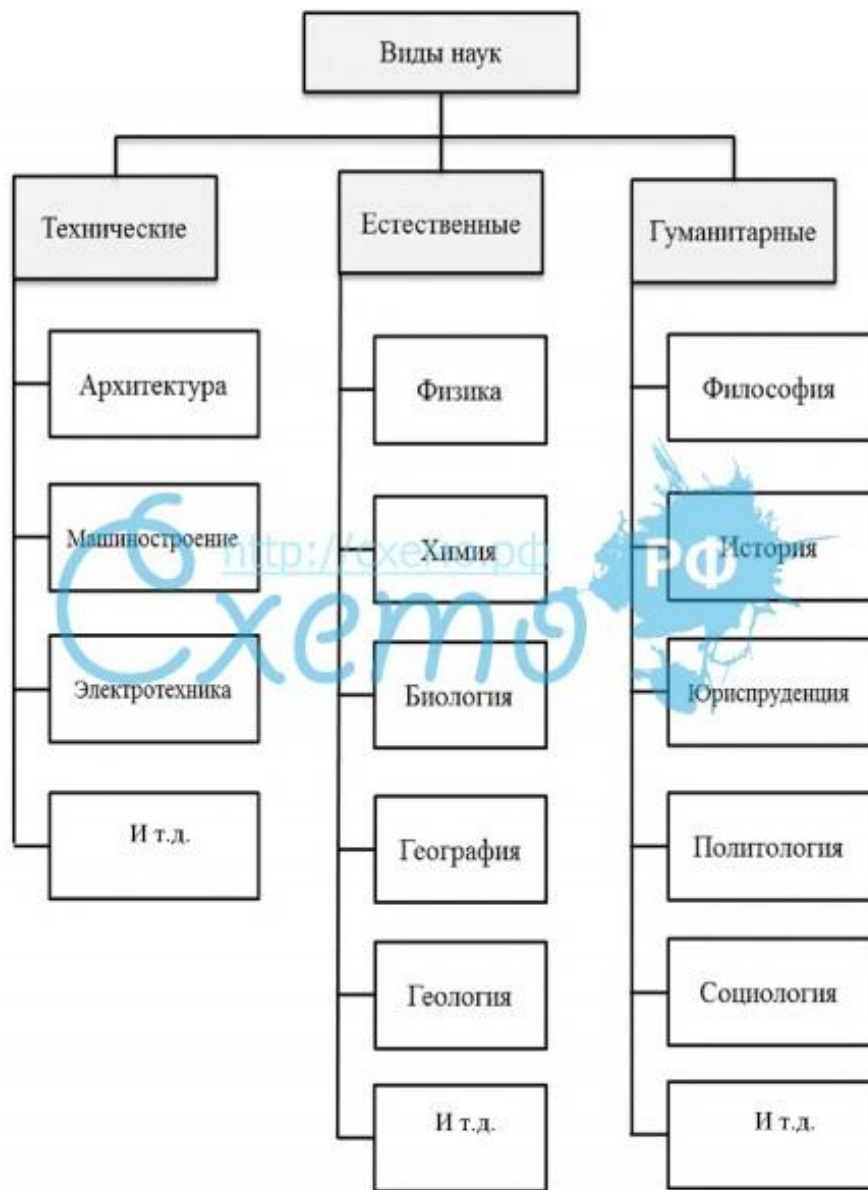 Виды наук
Технические
Архитектура
Машиностроение
Электротехника
И т.д.
Естественные
Физика
Химия
Биология
География
Геология
И т.д.
Гуманитарные
Философия
История
Юриспруденция
Политология
Социология
И т.д.
http://схемо.рф
Схемо
РФ